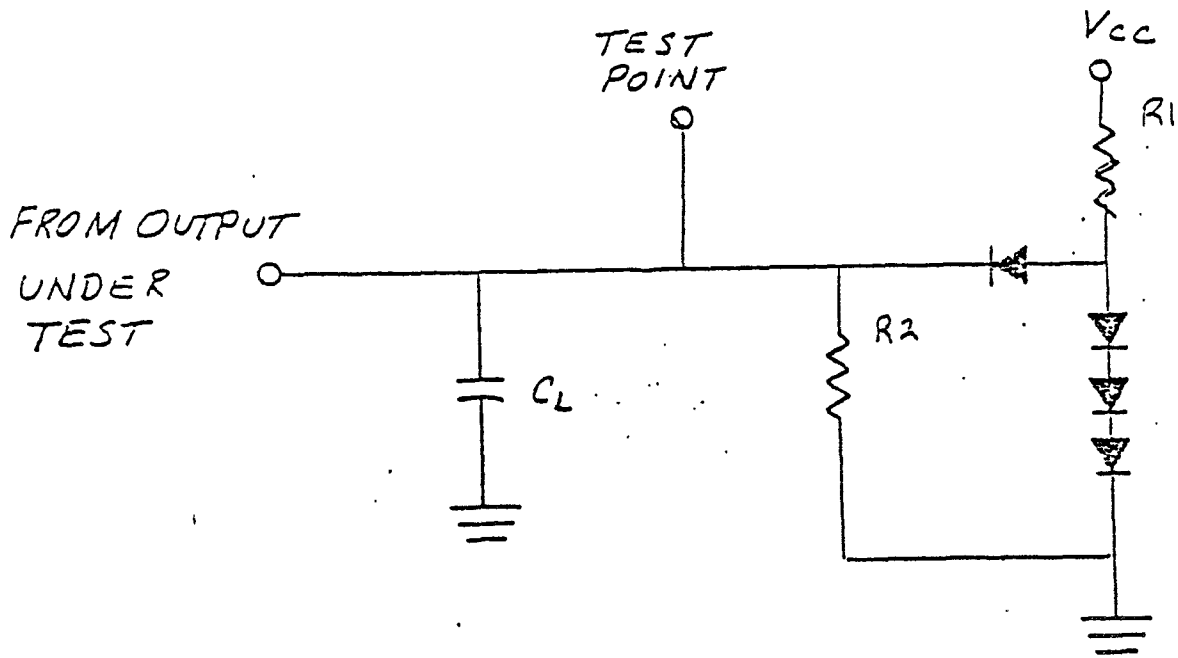 TEST
POINT
Vcc
R1
FROM OUTPUT
UNDER
TEST
R2
CL